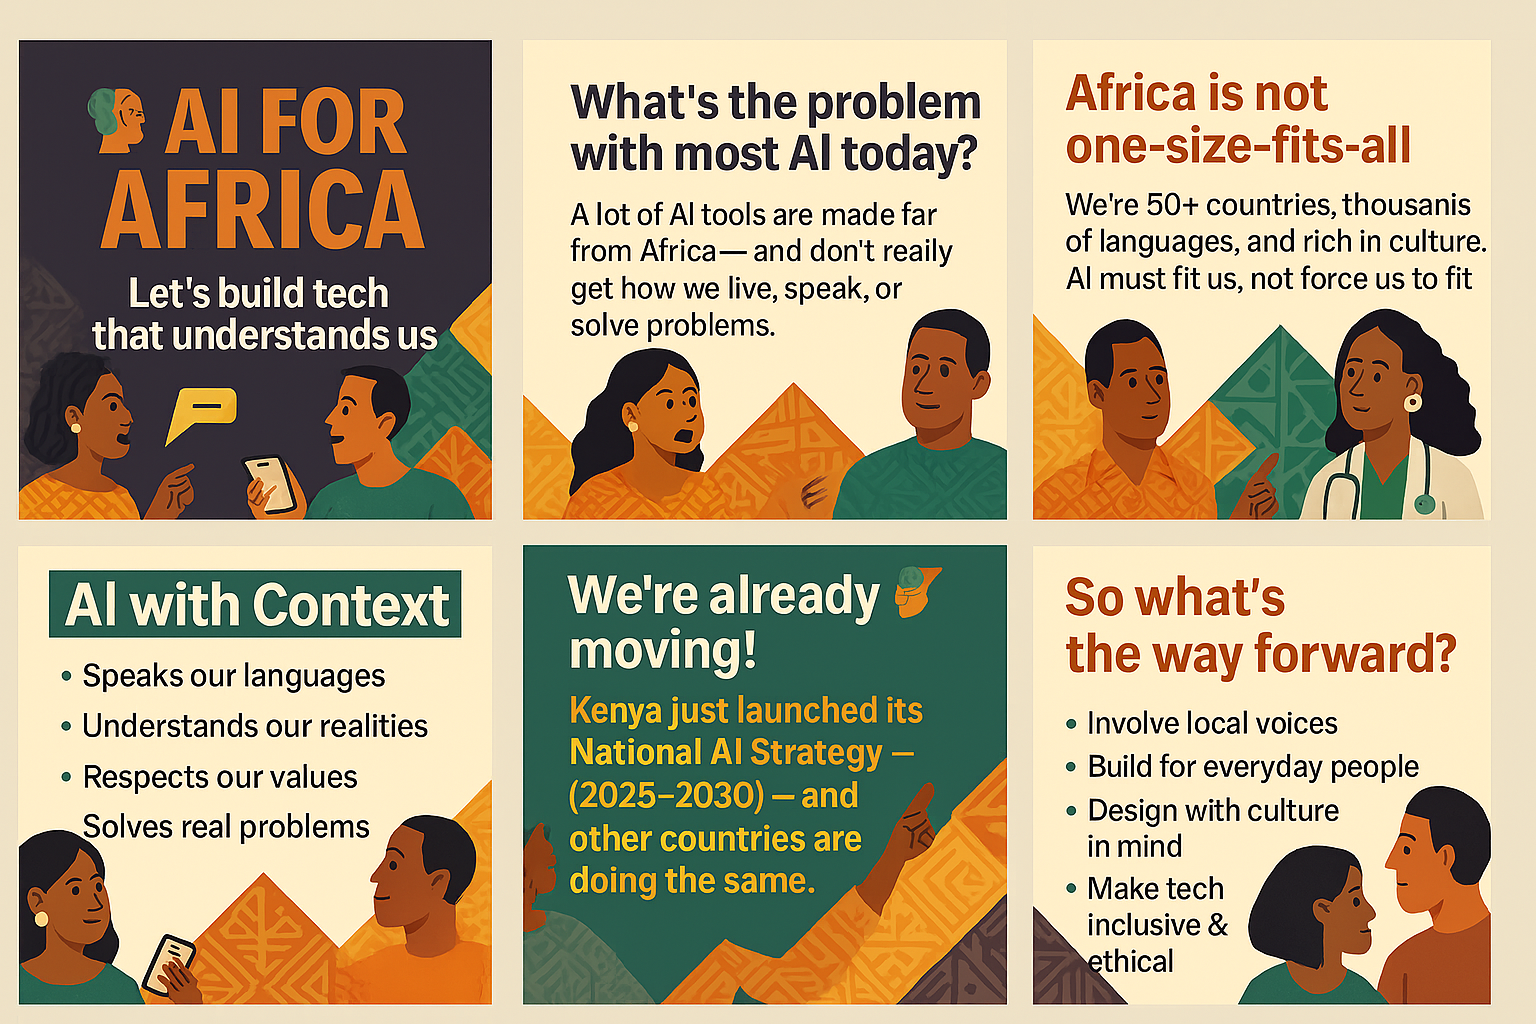 AI FOR
AFRICA
Let's build tech
that understands us
What's the problem
with most AI today?
A lot of AI tools are made far
from Africa— and don't reaily
get how we live, speak, or
solve problems.
Africa is not
one-size-fits-all
We're 50+ countries, thousanis
of languages, and rich in culture.
AI must fit us, not force us to fit
AI with Context
• Speaks our languages
• Understands our realities
• Respects our values
Solves real problems
We're already
moving!
Kenya just launched its
National AI Strategy —
(2025–2030) — and
other countries are
doing the same.
So what's
the way forward?
• Involve local voices
• Build for everyday people
• Design with culture
in mind
• Make tech
inclusive &
ethical